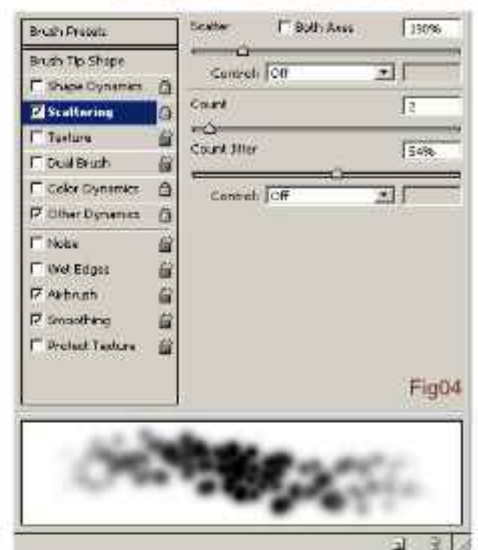 Brush Presets
Brush Tip Shape
Shape Dynamics
Scattering
Texture
Dual Brush
Color Dynamics
Other Dynamics
Noise
Wet Edges
Airbrush
Smoothing
Protect Texture
Scatter Both Axes 190%
Control: Off
Count 2
Count Jitter 54%
Control: Off
Fig04